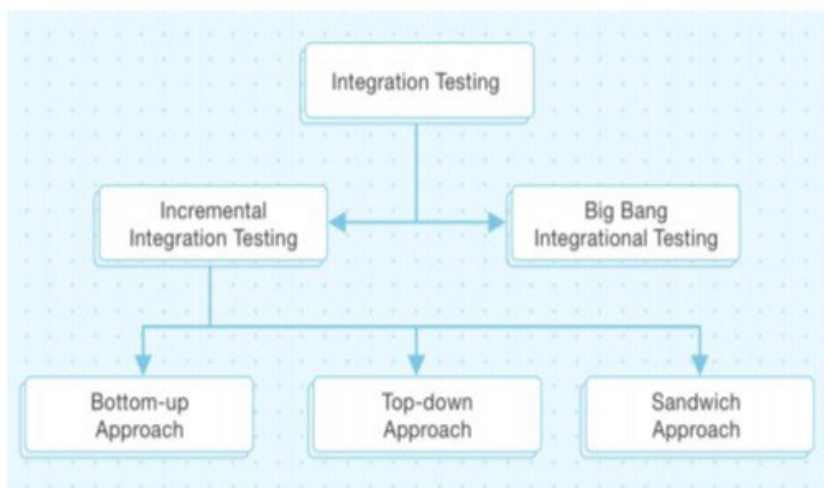 Integration Testing
Incremental
Integration Testing
Big Bang
Integrational Testing
Bottom-up
Approach
Top-down
Approach
Sandwich
Approach